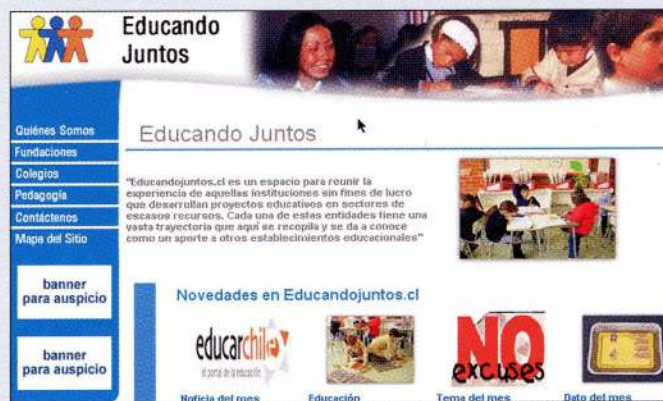 Educando
Juntos
Quiénes Somos
Fundaciones
Colegios
Pedagogía
Contáctenos
Mapa del Sitio
banner
para auspicio
banner
para auspicio
Educando Juntos
"Educandojuntos.cl es un espacio para reunir la
experiencia de aquellas instituciones sin fines de lucro
que desarrollan proyectos educativos en sectores de
escasos recursos. Cada una de estas entidades tiene una
vasta trayectoria que aquí se recopila y se da a conoce
como un aporte a otros establecimientos educacionales"
Novedades en Educandojuntos.cl
educarchile
el portal de la educación
NO
excuses
Noticia del mes
Educación
Tema del mes
Dato del mes